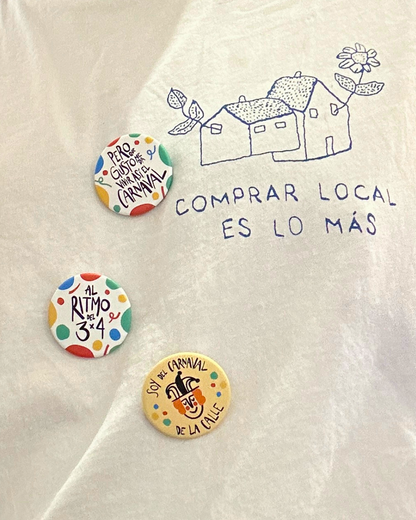 COMPRAR LOCAL
ES LO MÁS
PERO
GUSTO
VIVIR ASÍ EL
CARNAVAL
AL
RITMO
DEL
3x4
SOY DEL CARNAVAL
DE LA CALLE